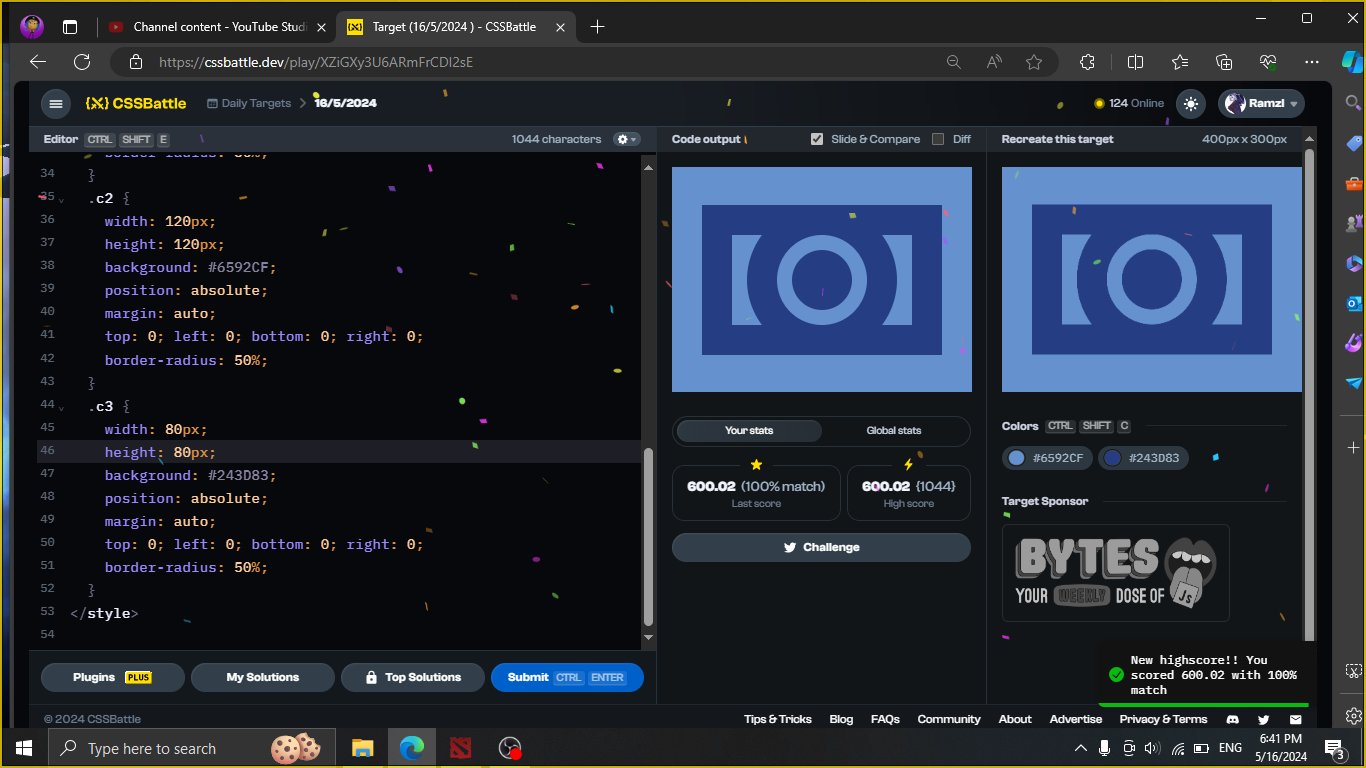 Channel content - YouTube Studi
Target (16/5/2024 ) - CSSBattle
https://cssbattle.dev/play/XZiGXy3U6ARmFrCDI2sE
CSSBattle
Daily Targets
16/5/2024
124 Online
Ramzl
Editor CTRL SHIFT E
1044 characters
34 }
35 .c2 {
36 width: 120px;
37 height: 120px;
38 background: #6592CF;
39 position: absolute;
40 margin: auto;
41 top: 0; left: 0; bottom: 0; right: 0;
42 border-radius: 50%;
43 }
44 .c3 {
45 width: 80px;
46 height: 80px;
47 background: #243D83;
48 position: absolute;
49 margin: auto;
50 top: 0; left: 0; bottom: 0; right: 0;
51 border-radius: 50%;
52 }
53 </style>
54
Plugins PLUS
My Solutions
Top Solutions
Submit CTRL ENTER
Code output
Slide & Compare
Diff
Your stats
Global stats
600.02 (100% match)
Last score
600.02 {1044}
High score
Challenge
Recreate this target
400px x 300px
Colors CTRL SHIFT C
#6592CF
#243D83
Target Sponsor
BYTES
YOUR WEEKLY DOSE OF JS
New highscore!! You
scored 600.02 with 100%
match
© 2024 CSSBattle
Tips & Tricks
Blog
FAQs
Community
About
Advertise
Privacy & Terms
Type here to search
ENG
6:41 PM
5/16/2024
3